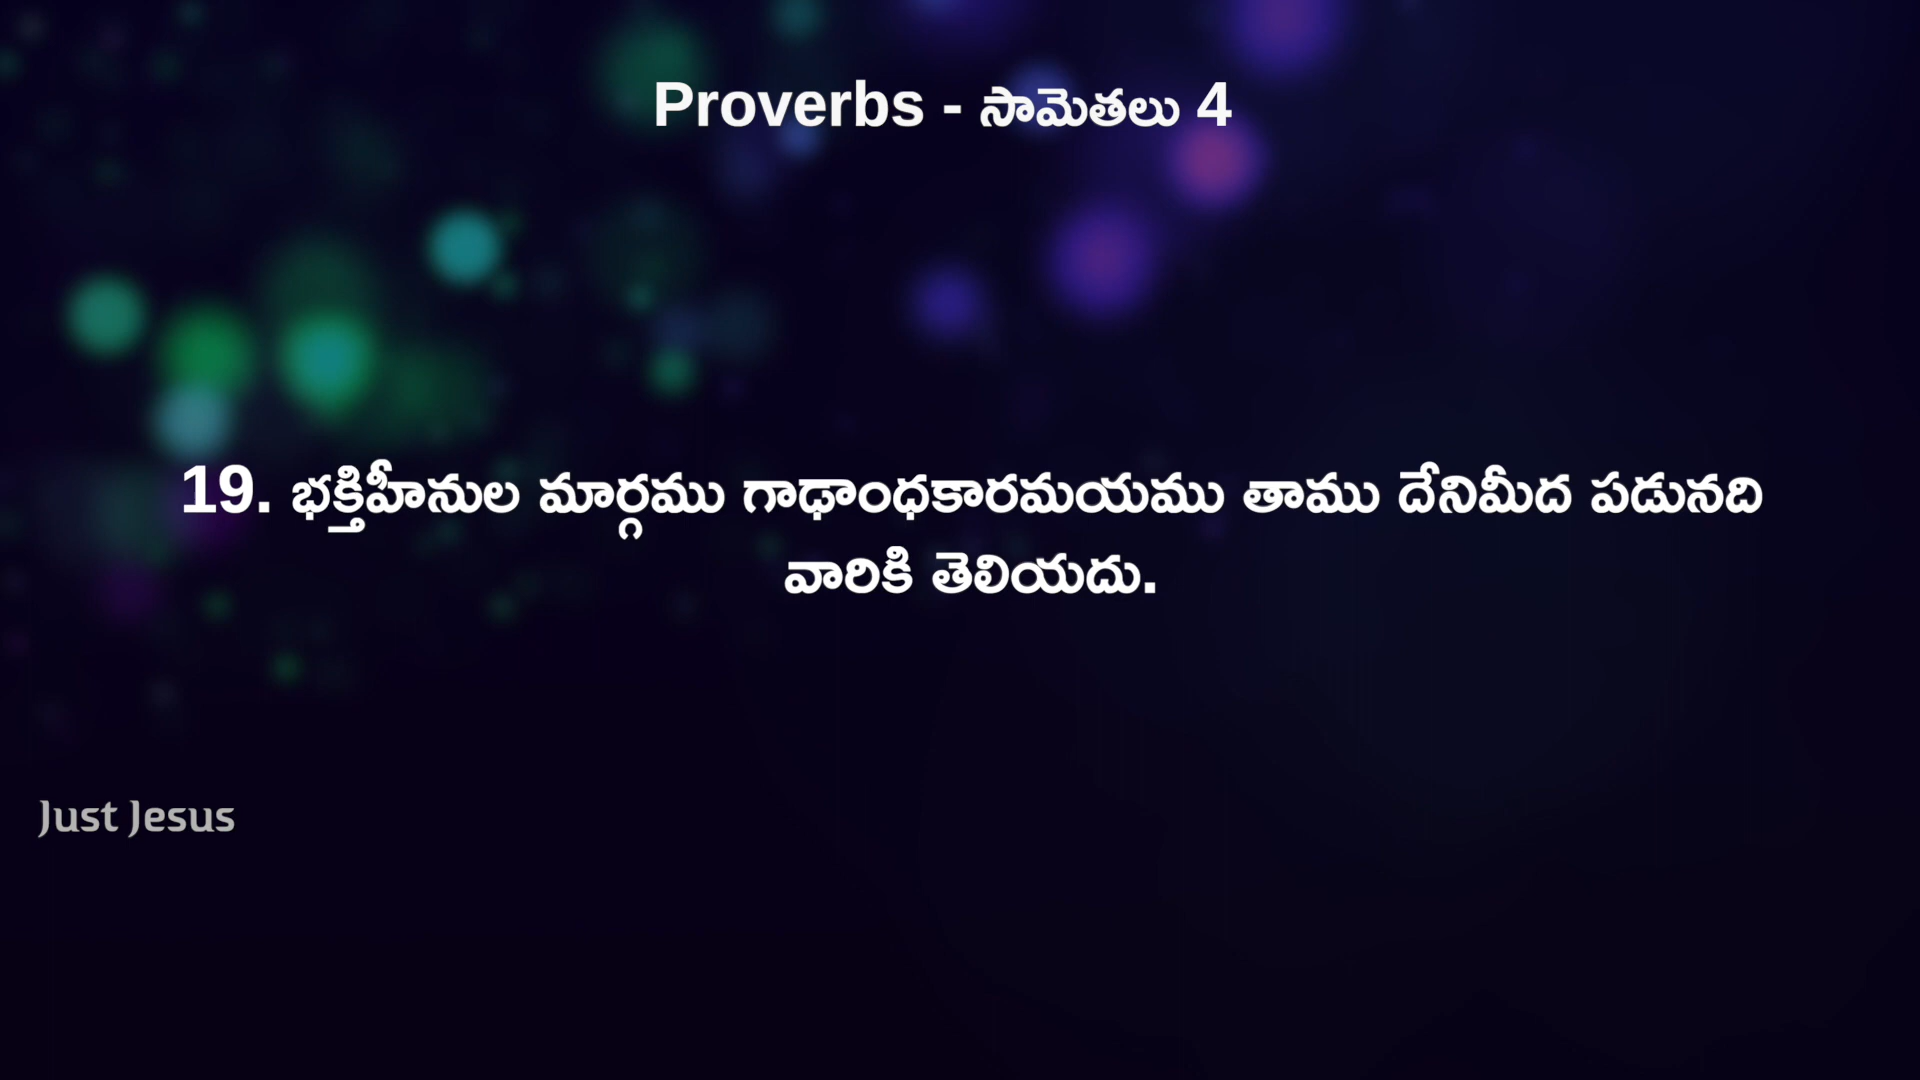 Proverbs - సామెతలు 4
19. భక్తిహీనుల మార్గము గాఢాంధకారమయము తాము దేనిమీద పడునది
వారికి తెలియదు.
Just Jesus